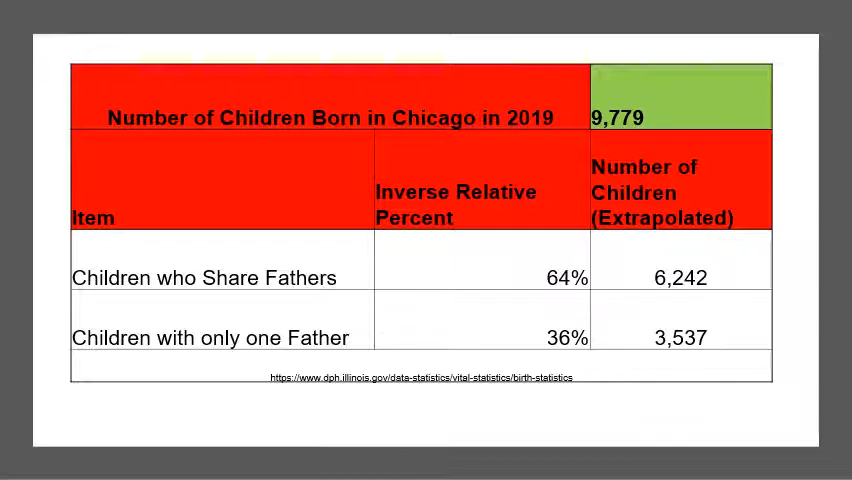 Number of Children Born in Chicago in 2019 9,779
Item
Inverse Relative
Percent
Number of
Children
(Extrapolated)
Children who Share Fathers 64% 6,242
Children with only one Father 36% 3,537
https://www.dph.illinois.gov/data-statistics/vital-statistics/birth-statistics